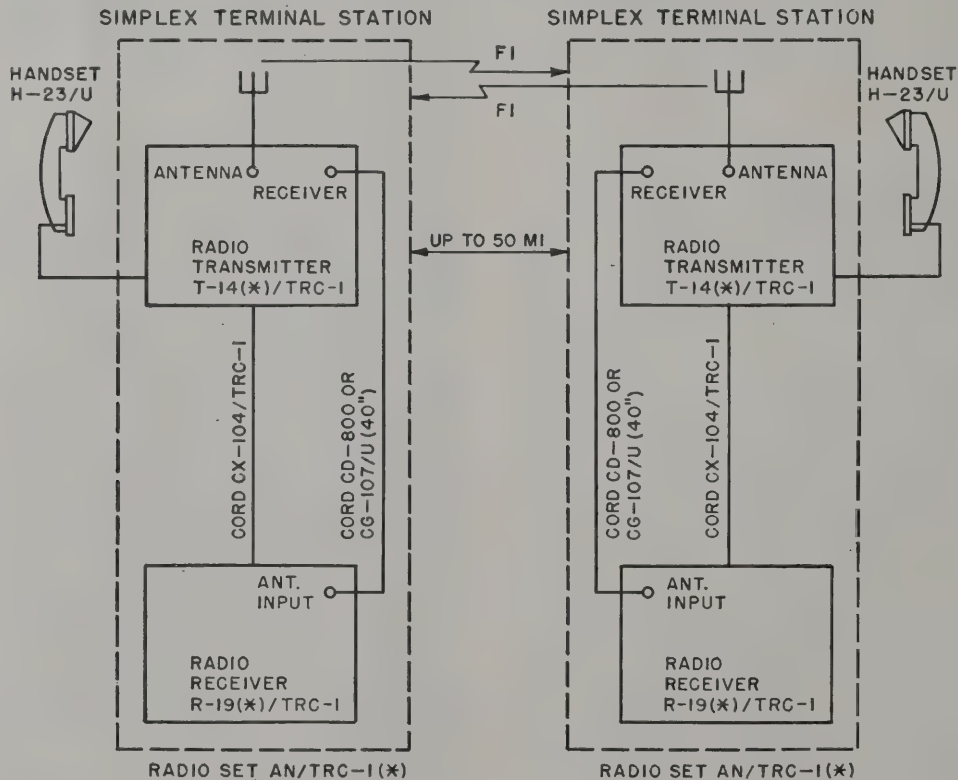 SIMPLEX TERMINAL STATION
SIMPLEX TERMINAL STATION
F1
F1
HANDSET
H-23/U
HANDSET
H-23/U
ANTENNA
RECEIVER
RECEIVER
ANTENNA
UP TO 50 MI
RADIO
TRANSMITTER
T-14(*)/TRC-1
RADIO
TRANSMITTER
T-14(*)/TRC-1
CORD CX-104/TRC-1
CORD CD-800 OR
CG-107/U (40")
CORD CD-800 OR
CG-107/U (40")
CORD CX-104/TRC-1
ANT.
INPUT
ANT.
INPUT
RADIO
RECEIVER
R-19(*)/TRC-1
RADIO
RECEIVER
R-19(*)/TRC-1
RADIO SET AN/TRC-1(*)
RADIO SET AN/TRC-1(*)